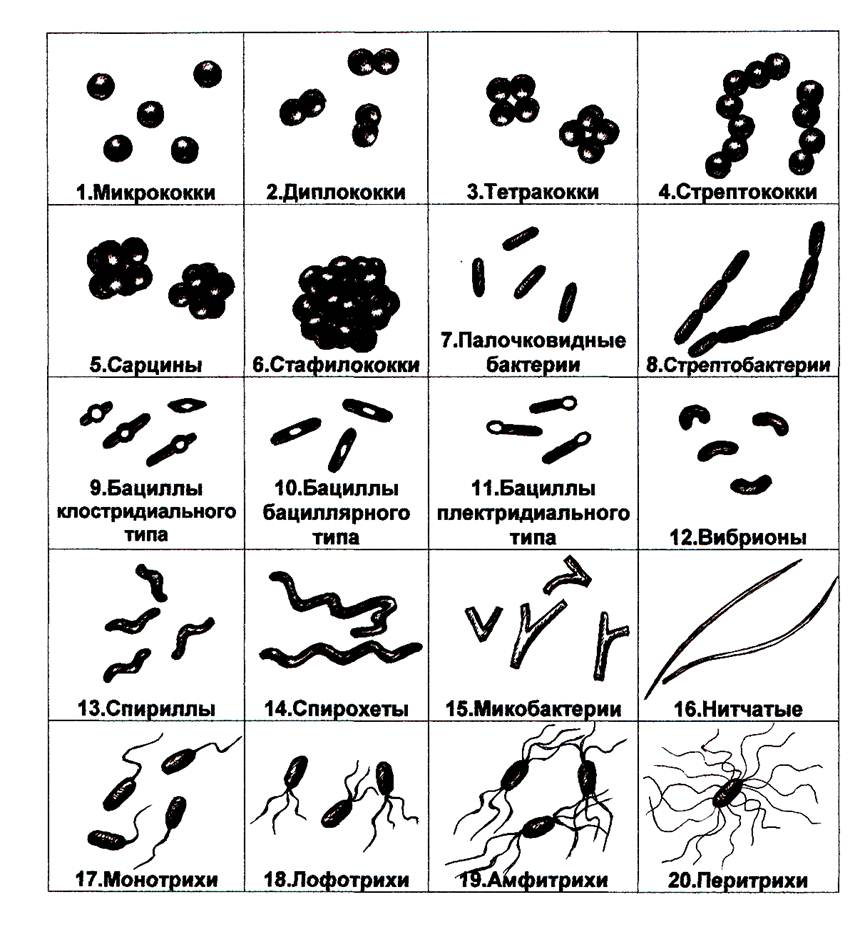 1.Микрококки
2.Диплококки
3.Тетракокки
4.Стрептококки
5.Сарцины
6.Стафилококки
7.Палочковидные
бактерии
8.Стрептобактерии
9.Бациллы
клостридиального
типа
10.Бациллы
бациллярного
типа
11.Бациллы
плектридиального
типа
12.Вибрионы
13.Спириллы
14.Спирохеты
15.Микобактерии
16.Нитчатые
17.Монотрихи
18.Лофотрихи
19.Амфитрихи
20.Перитрихи